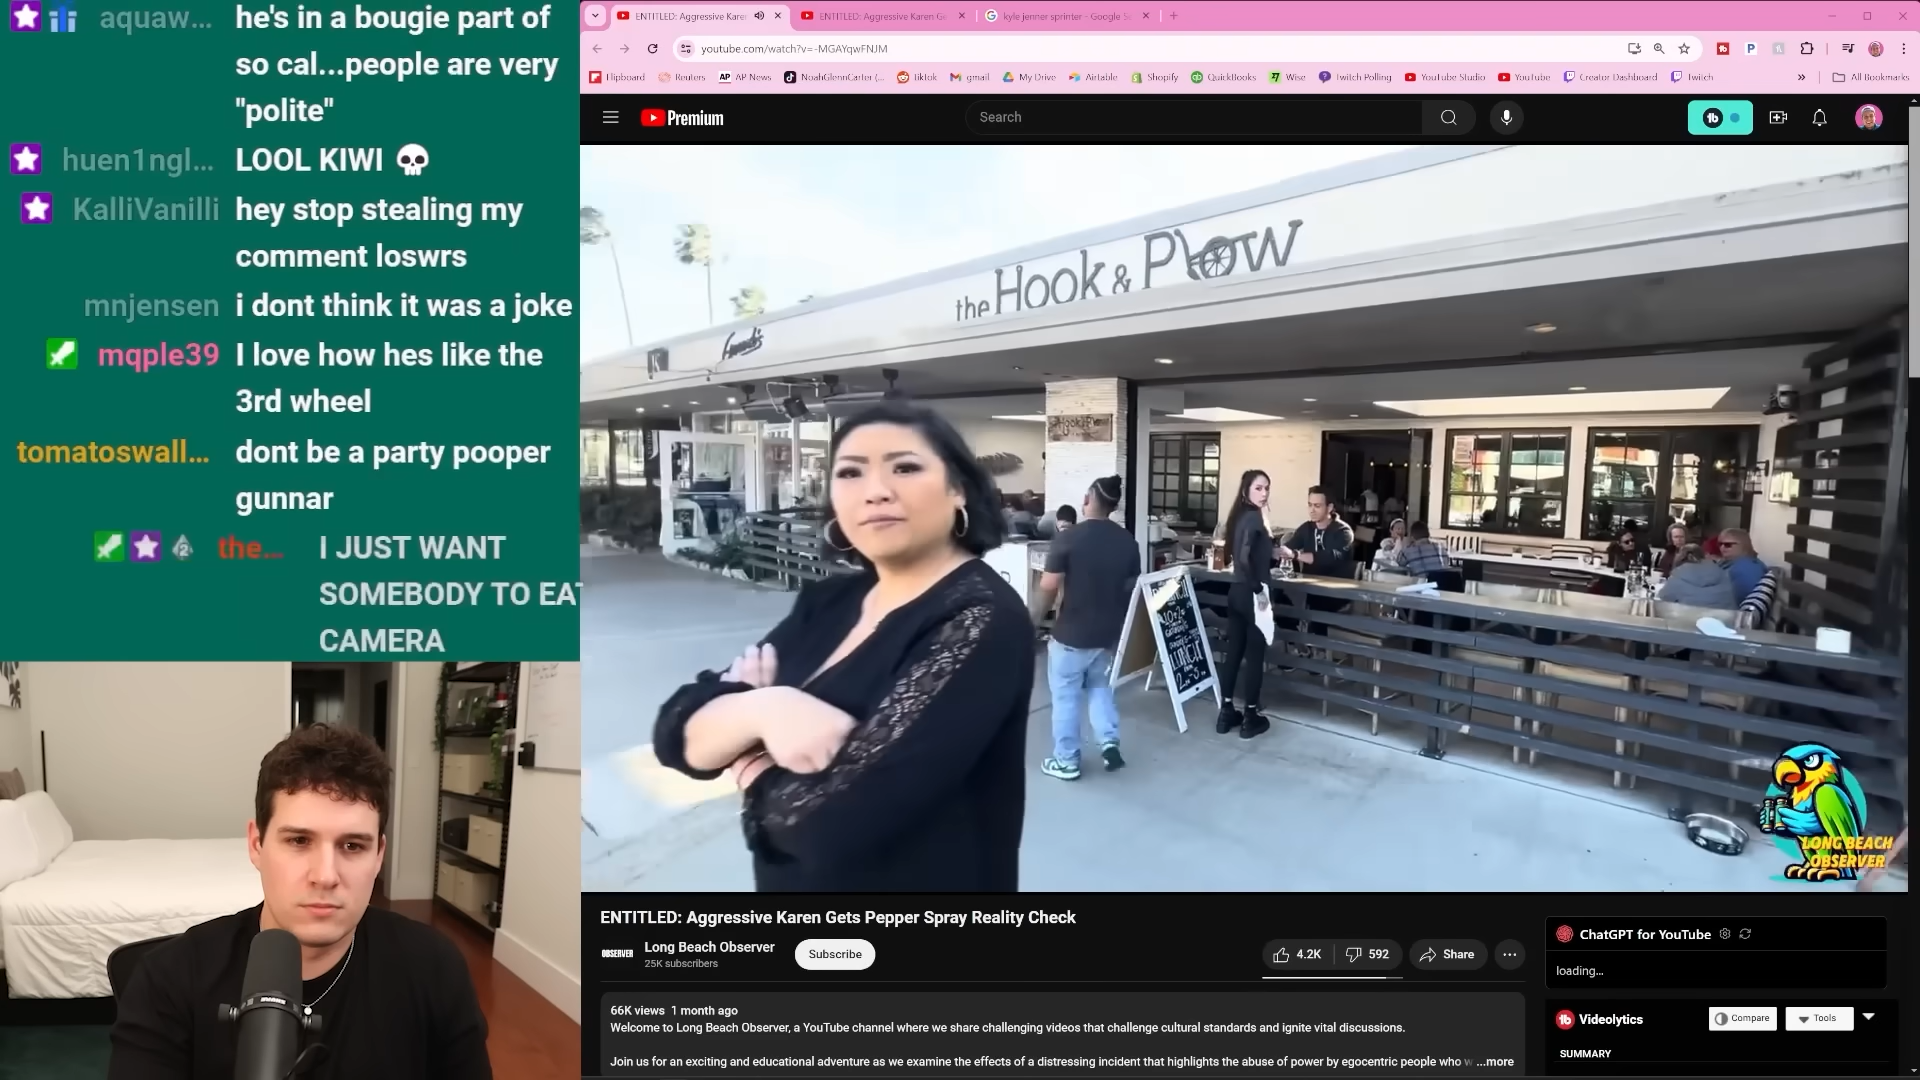 aquaw...
he's in a bougie part of
so cal...people are very
"polite"
huen1ngl...
LOOL KIWI 💀
KalliVanilli
hey stop stealing my
comment loswrs
mnjensen
i dont think it was a joke
mqple39
I love how hes like the
3rd wheel
tomatoswall...
dont be a party pooper
gunnar
the...
I JUST WANT
SOMEBODY TO EAT
CAMERA
ENTITLED: Aggressive Karen
ENTITLED: Aggressive Karen Ge
kyle jenner sprinter - Google Se
youtube.com/watch?v=-MGAYqwFNJM
Flipboard
Reuters
AP News
NoahGlennCarter (...
tiktok
gmail
My Drive
Airtable
Shopify
QuickBooks
Wise
Twitch Polling
YouTube Studio
YouTube
Creator Dashboard
Twitch
All Bookmarks
Premium
Search
the Hook & Plow
LUNCH
LONG BEACH
OBSERVER
ENTITLED: Aggressive Karen Gets Pepper Spray Reality Check
OBSERVER
Long Beach Observer
25K subscribers
Subscribe
4.2K
592
Share
66K views 1 month ago
Welcome to Long Beach Observer, a YouTube channel where we share challenging videos that challenge cultural standards and ignite vital discussions.
Join us for an exciting and educational adventure as we examine the effects of a distressing incident that highlights the abuse of power by egocentric people who w ...more
ChatGPT for YouTube
loading...
Videolytics
Compare
Tools
SUMMARY